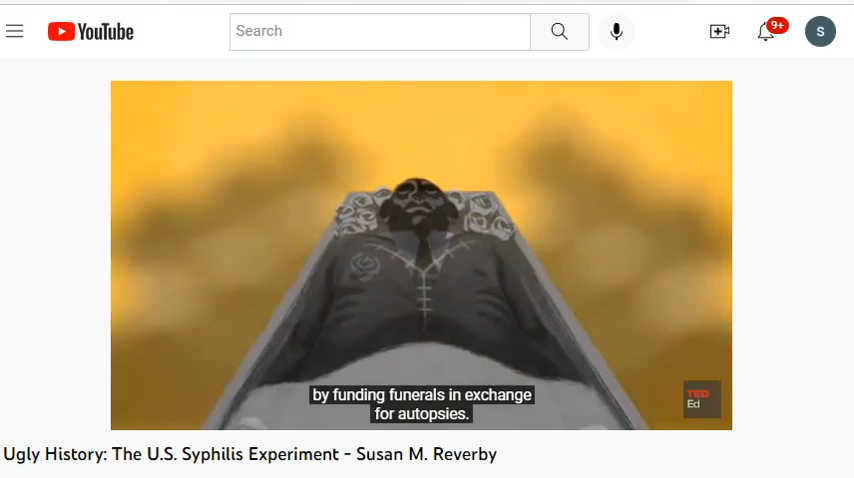 YouTube
Search
9+
S
by funding funerals in exchange
for autopsies.
TED
Ed
Ugly History: The U.S. Syphilis Experiment - Susan M. Reverby